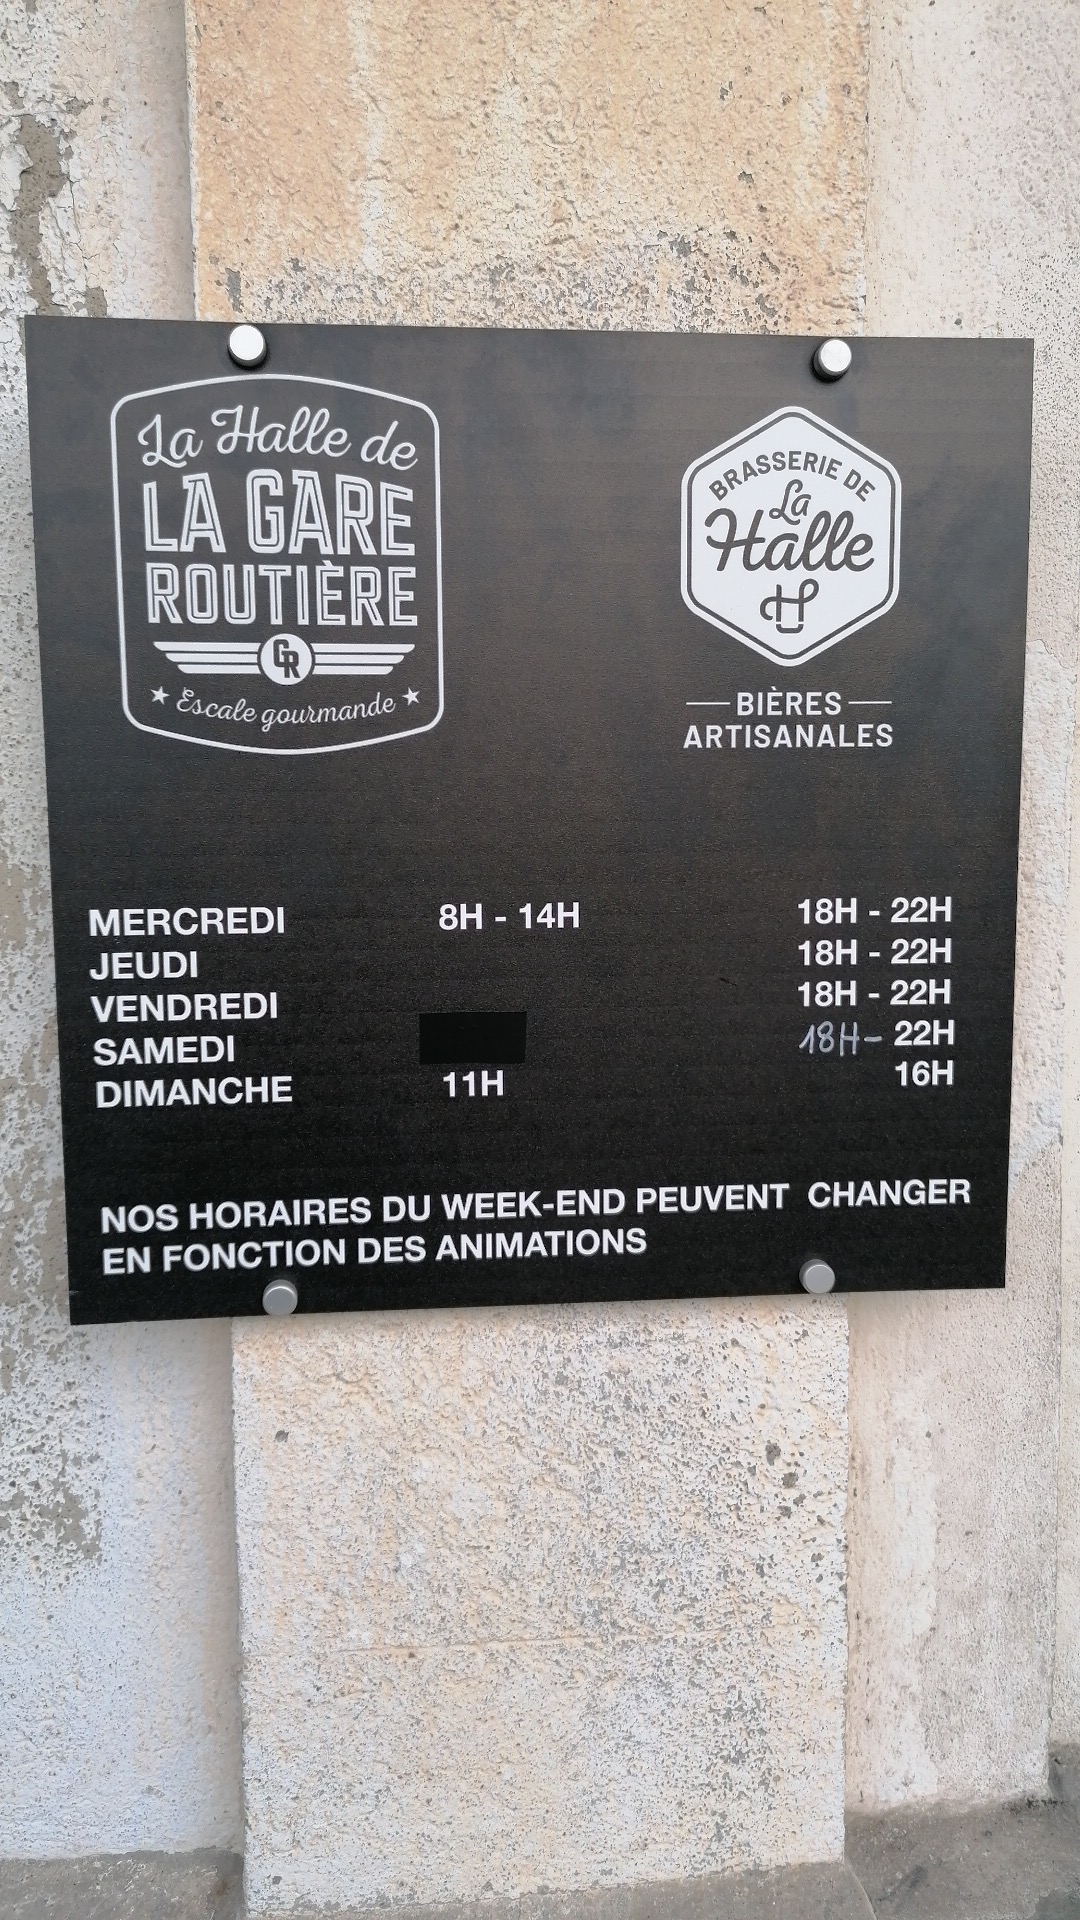 La Halle de
LA GARE
ROUTIÈRE
GR
Escale gourmande
BRASSERIE DE
La
Halle
H
BIÈRES
ARTISANALES
MERCREDI 8H - 14H 18H - 22H
JEUDI 18H - 22H
VENDREDI 18H - 22H
SAMEDI 18H - 22H
DIMANCHE 11H 16H
NOS HORAIRES DU WEEK-END PEUVENT CHANGER
EN FONCTION DES ANIMATIONS